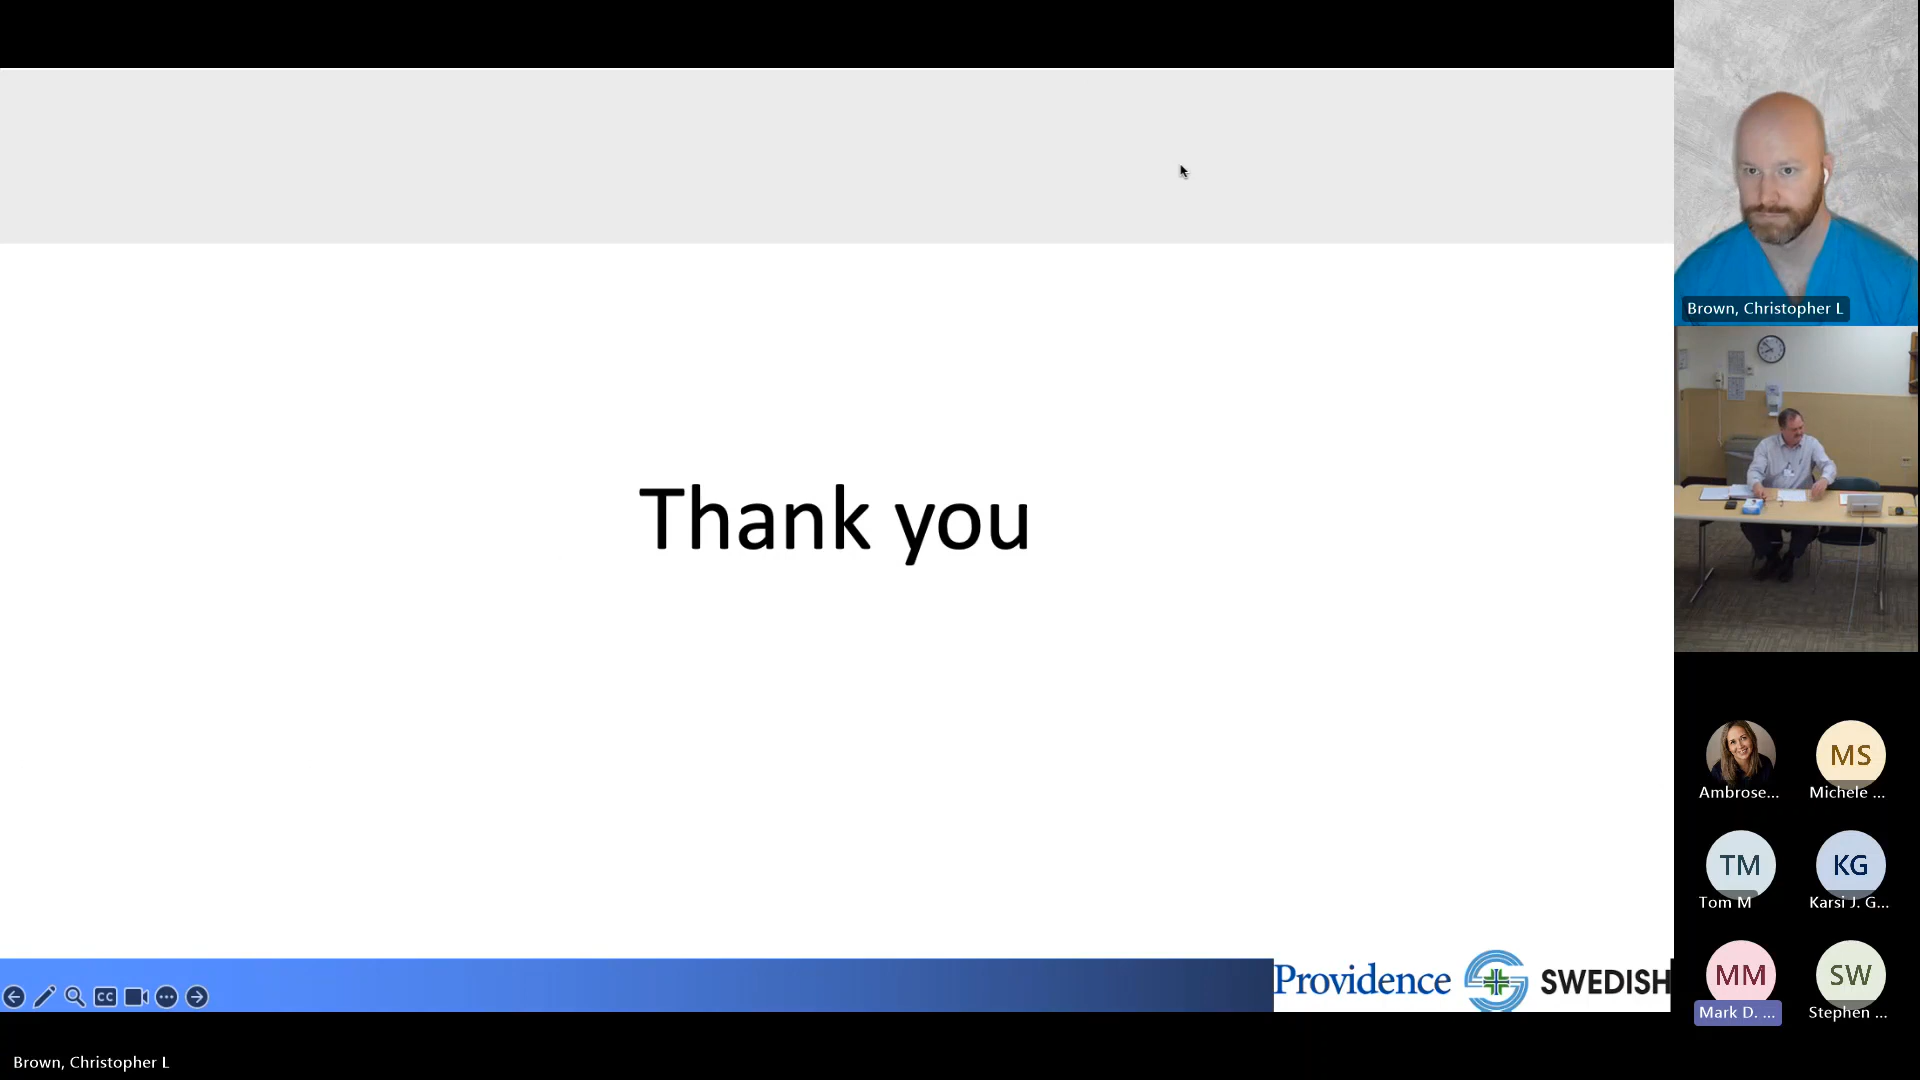 Thank you
Providence SWEDISH
CC
Brown, Christopher L
Brown, Christopher L
Ambrose...
MS
Michele ...
TM
Tom M
KG
Karsi J. G...
MM
Mark D. ...
SW
Stephen ...